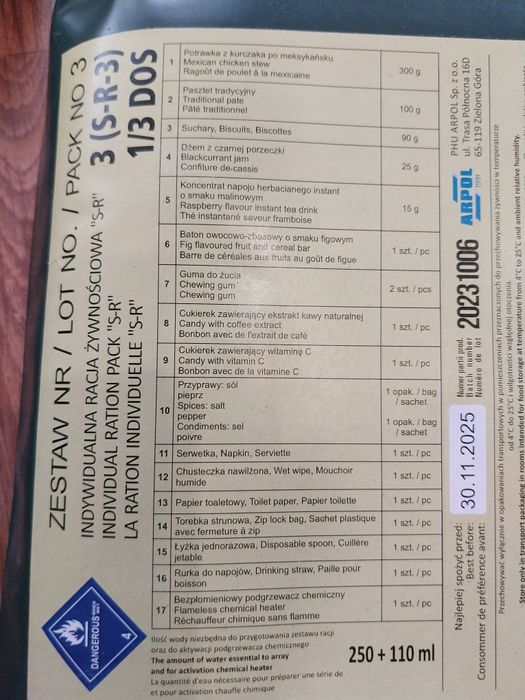 ZESTAW NR / LOT NO. / PACK NO 3
INDYWIDUALNA RACJA ŻYWNOŚCIOWA "S-R"
INDIVIDUAL RATION PACK "S-R"
LA RATION INDIVIDUELLE "S-R"
3 (S-R-3)
1/3 DOS
1
Potrawka z kurczaka po meksykańsku
Mexican chicken stew
Ragoût de poulet à la mexicaine
300 g
2
Pasztet tradycyjny
Traditional pate
Pâté traditionnel
100 g
3
Suchary, Biscuits, Biscottes
90 g
4
Dżem z czarnej porzeczki
Blackcurrant jam
Confiture de-cassis
25 g
5
Koncentrat napoju herbacianego instant
o smaku malinowym
Raspberry flavour instant tea drink
Thé instantané saveur framboise
15 g
6
Baton owocowo-zbożowy o smaku figowym
Fig flavoured fruit and cereal bar
Barre de céréales aux fruits au goût de figue
1 szt. / pc
7
Guma do żucia
Chewing gum
Chewing gum
2 szt. / pcs
8
Cukierek zawierający ekstrakt kawy naturalnej
Candy with coffee extract
Bonbon avec de l'extrait de café
1 szt. / pc
9
Cukierek zawierający witaminę C
Candy with vitamin C
Bonbon avec de la vitamine C
1 szt. / pc
10
Przyprawy: sól
pieprz
Spices: salt
pepper
Condiments: sel
poivre
1 opak. / bag
/ sachet
1 opak. / bag
/ sachet
11
Serwetka, Napkin, Serviette
1 szt. / pc
12
Chusteczka nawilżona, Wet wipe, Mouchoir
humide
1 szt. / pc
13
Papier toaletowy, Toilet paper, Papier toilette
1 szt. / pc
14
Torebka strunowa, Zip lock bag, Sachet plastique
avec fermeture à zip
1 szt. / pc
15
Łyżka jednorazowa, Disposable spoon, Cuillére
jetable
1 szt. / pc
16
Rurka do napojów, Drinking straw, Paille pour
boisson
1 szt. / pc
17
Bezpłomieniowy podgrzewacz chemiczny
Flameless chemical heater
Réchauffeur chimique sans flamme
1 szt. / pc
Ilość wody niezbędna do przygotowania zestawu racji
oraz do aktywacji podgrzewacza chemicznego
The amount of water essential to array
and for activation chemical heater
La quantité d'eau nécessaire pour préparer une série de
et pour activation chauffe chimique
250 + 110 ml
DANGEROUS
4
PHU ARPOL Sp. z o.o.
ul. Trasa Północna 16D
65-119 Zielona Góra
ARPOL
1991
Numer partii prod.
Batch number
Numéro de lot
20231006
Najlepiej spożyć przed:
Best before:
Consommer de préférence avant:
30.11.2025
Przechowywać wyłącznie w opakowaniach transportowych w pomieszczeniach przeznaczonych do przechowywania żywności w temperaturze
od 4°C do 25°C i wilgotności względnej otoczenia.
Store only in transport packaging in rooms intended for food storage at temperature from 4°C to 25°C and ambient relative humidity.